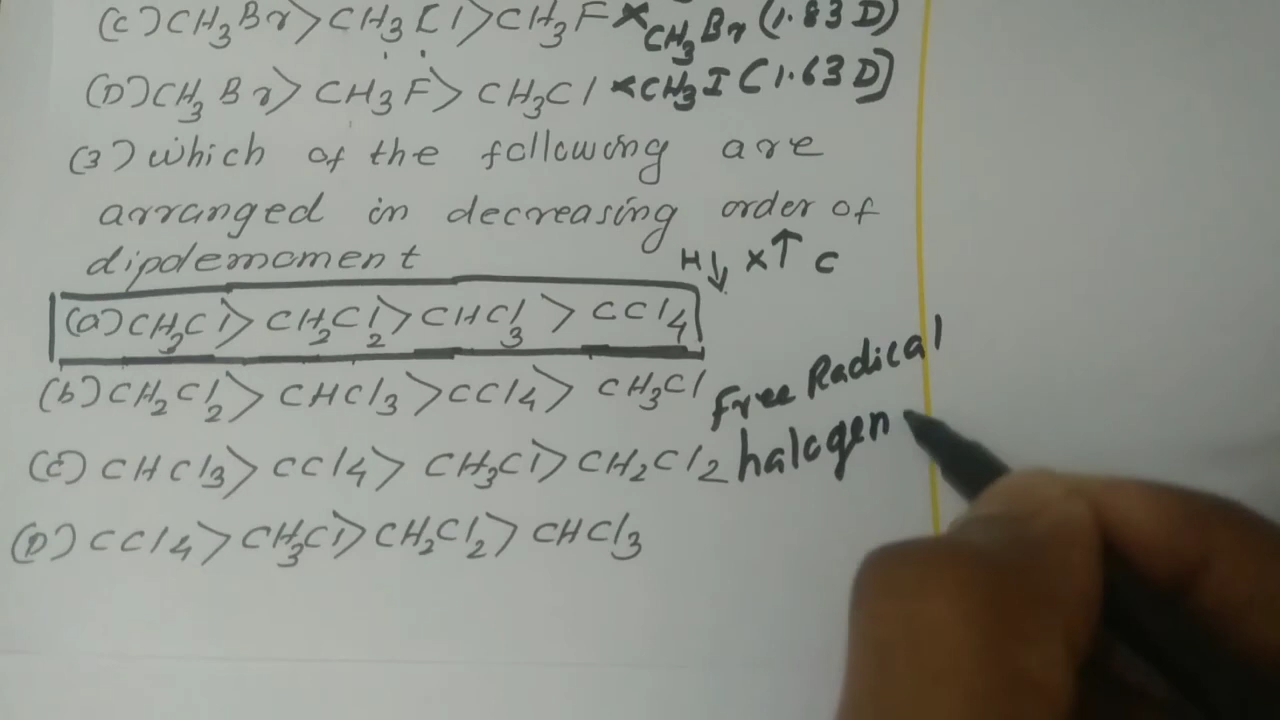 (C) CH3Br > CH3Cl > CH3F × CH3Br (1.83 D)
(D) CH3Br > CH3F > CH3Cl × CH3I (1.63 D)
(3) which of the following are
arranged in decreasing order of
dipolemoment
H↓ X↑ C
(a) CH3Cl > CH2Cl2 > CHCl3 > CCl4
(b) CH2Cl2 > CHCl3 > CCl4 > CH3Cl
Free Radical
(c) CHCl3 > CCl4 > CH3Cl > CH2Cl2
halogen
(D) CCl4 > CH3Cl > CH2Cl2 > CHCl3